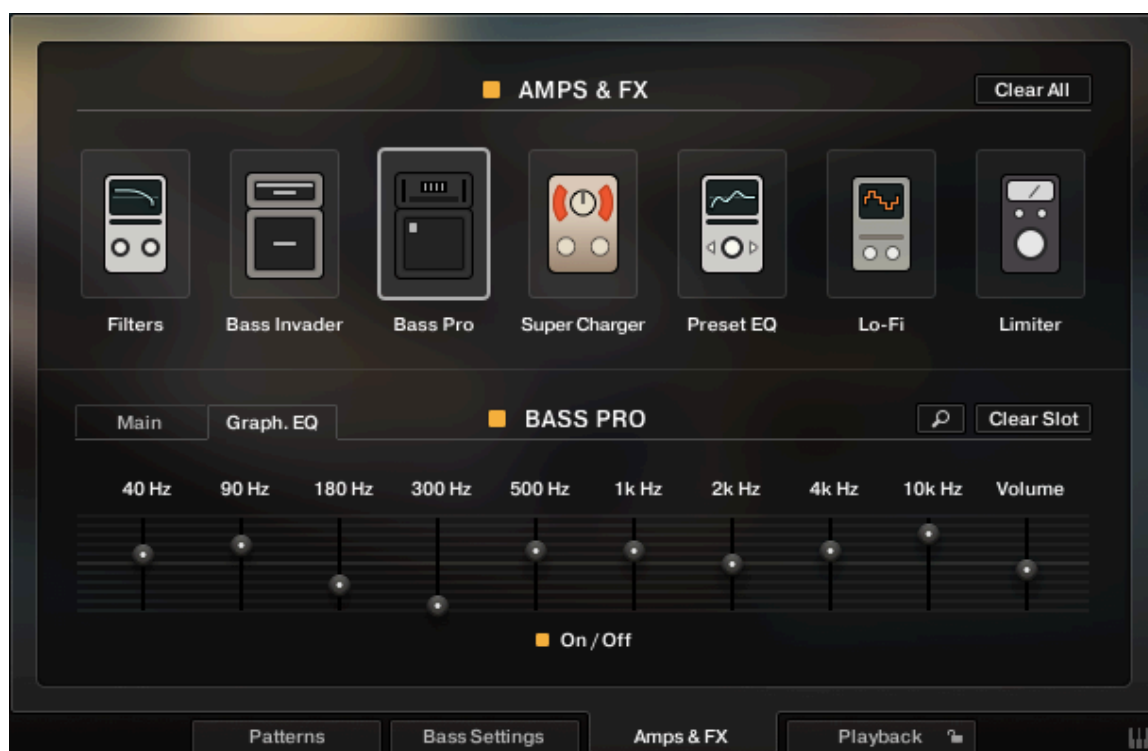 AMPS & FX
Clear All
Filters
Bass Invader
Bass Pro
Super Charger
Preset EQ
Lo-Fi
Limiter
Main
Graph. EQ
BASS PRO
Clear Slot
40 Hz 90 Hz 180 Hz 300 Hz 500 Hz 1k Hz 2k Hz 4k Hz 10k Hz Volume
On / Off
Patterns
Bass Settings
Amps & FX
Playback